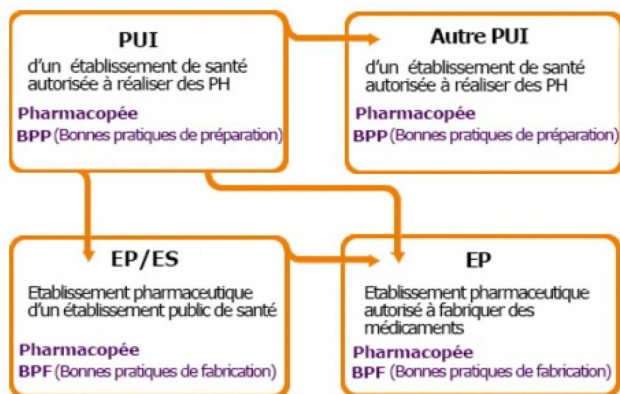 PUI
d'un établissement de santé
autorisée à réaliser des PH
Pharmacopée
BPP (Bonnes pratiques de préparation)
Autre PUI
d'un établissement de santé
autorisée à réaliser des PH
Pharmacopée
BPP (Bonnes pratiques de préparation)
EP/ES
Etablissement pharmaceutique
d'un établissement public de santé
Pharmacopée
BPF (Bonnes pratiques de fabrication)
EP
Etablissement pharmaceutique
autorisé à fabriquer des
médicaments
Pharmacopée
BPF (Bonnes pratiques de fabrication)